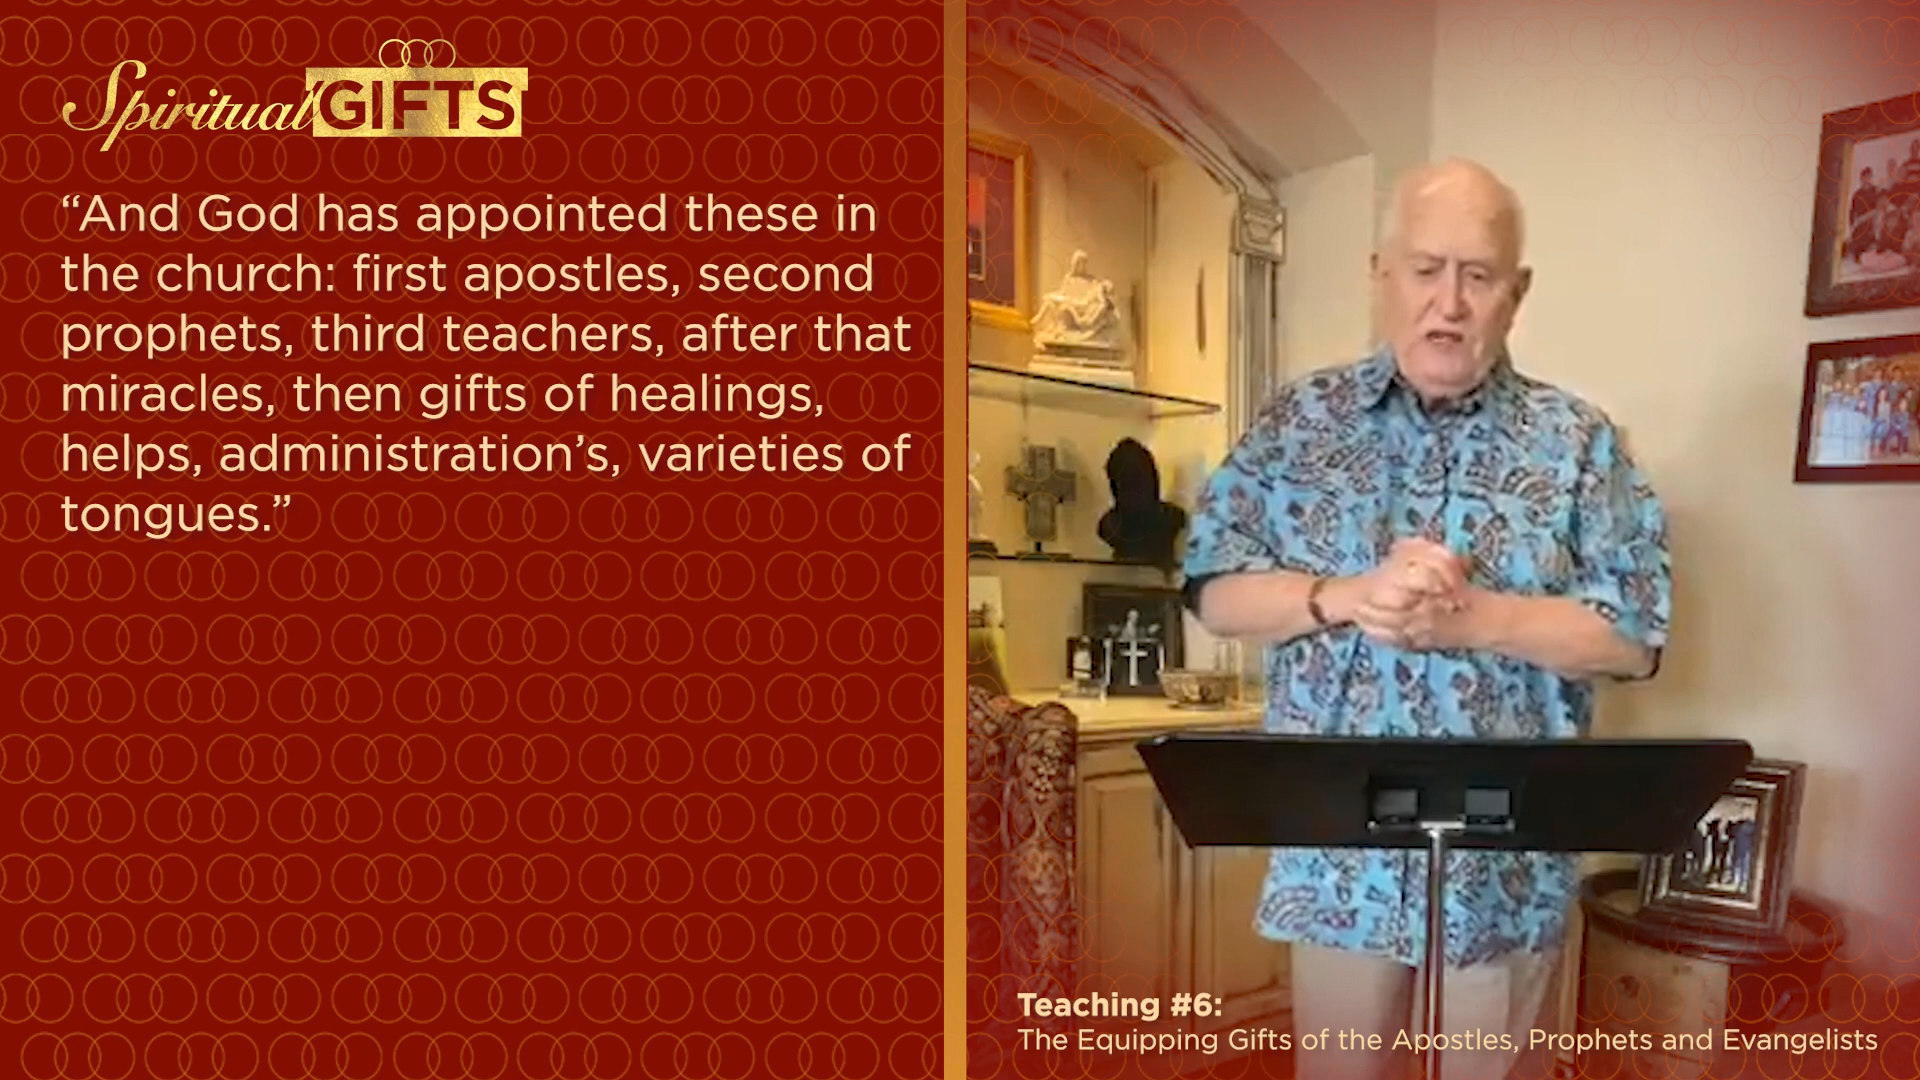 Spiritual GIFTS
“And God has appointed these in
the church: first apostles, second
prophets, third teachers, after that
miracles, then gifts of healings,
helps, administration’s, varieties of
tongues.”
Teaching #6:
The Equipping Gifts of the Apostles, Prophets and Evangelists